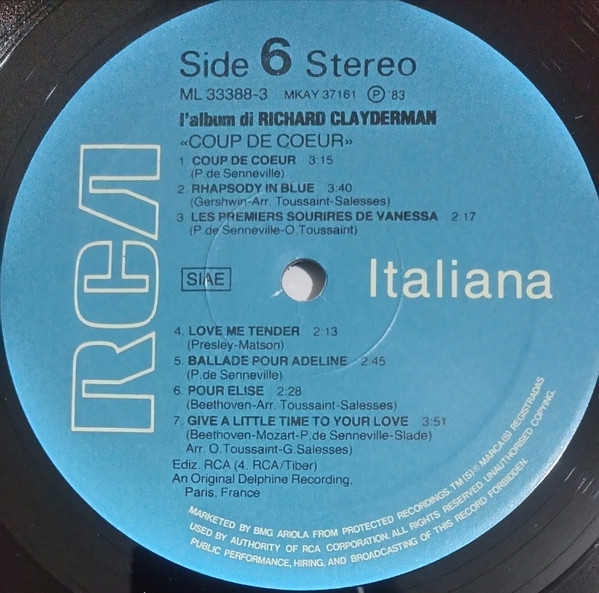 Side 6 Stereo
ML 33388-3 MKAY 37161 Ⓟ '83
l'album di RICHARD CLAYDERMAN
«COUP DE COEUR»
1. COUP DE COEUR 3:15
(P.de Senneville)
2. RHAPSODY IN BLUE 3:40
(Gershwin-Arr. Toussaint-Salesses)
3. LES PREMIERS SOURIRES DE VANESSA 2:17
(P.de Senneville-O.Toussaint)
RCA
SIAE
Italiana
4. LOVE ME TENDER 2:13
(Presley-Matson)
5. BALLADE POUR ADELINE 2:45
(P.de Senneville)
6. POUR ELISE 2:28
(Beethoven-Arr. Toussaint-Salesses)
7. GIVE A LITTLE TIME TO YOUR LOVE 3:51
(Beethoven-Mozart-P.de Senneville-Slade)
Arr. O.Toussaint-G.Salesses)
Ediz. RCA (4. RCA/Tiber)
An Original Delphine Recording,
Paris, France
MARKETED BY BMG ARIOLA FROM PROTECTED RECORDINGS. TM(S) ® MARCA(S) REGISTRADAS
USED BY AUTHORITY OF RCA CORPORATION. ALL RIGHTS RESERVED. UNAUTHORISED COPYING,
PUBLIC PERFORMANCE, HIRING, AND BROADCASTING OF THIS RECORD FORBIDDEN.